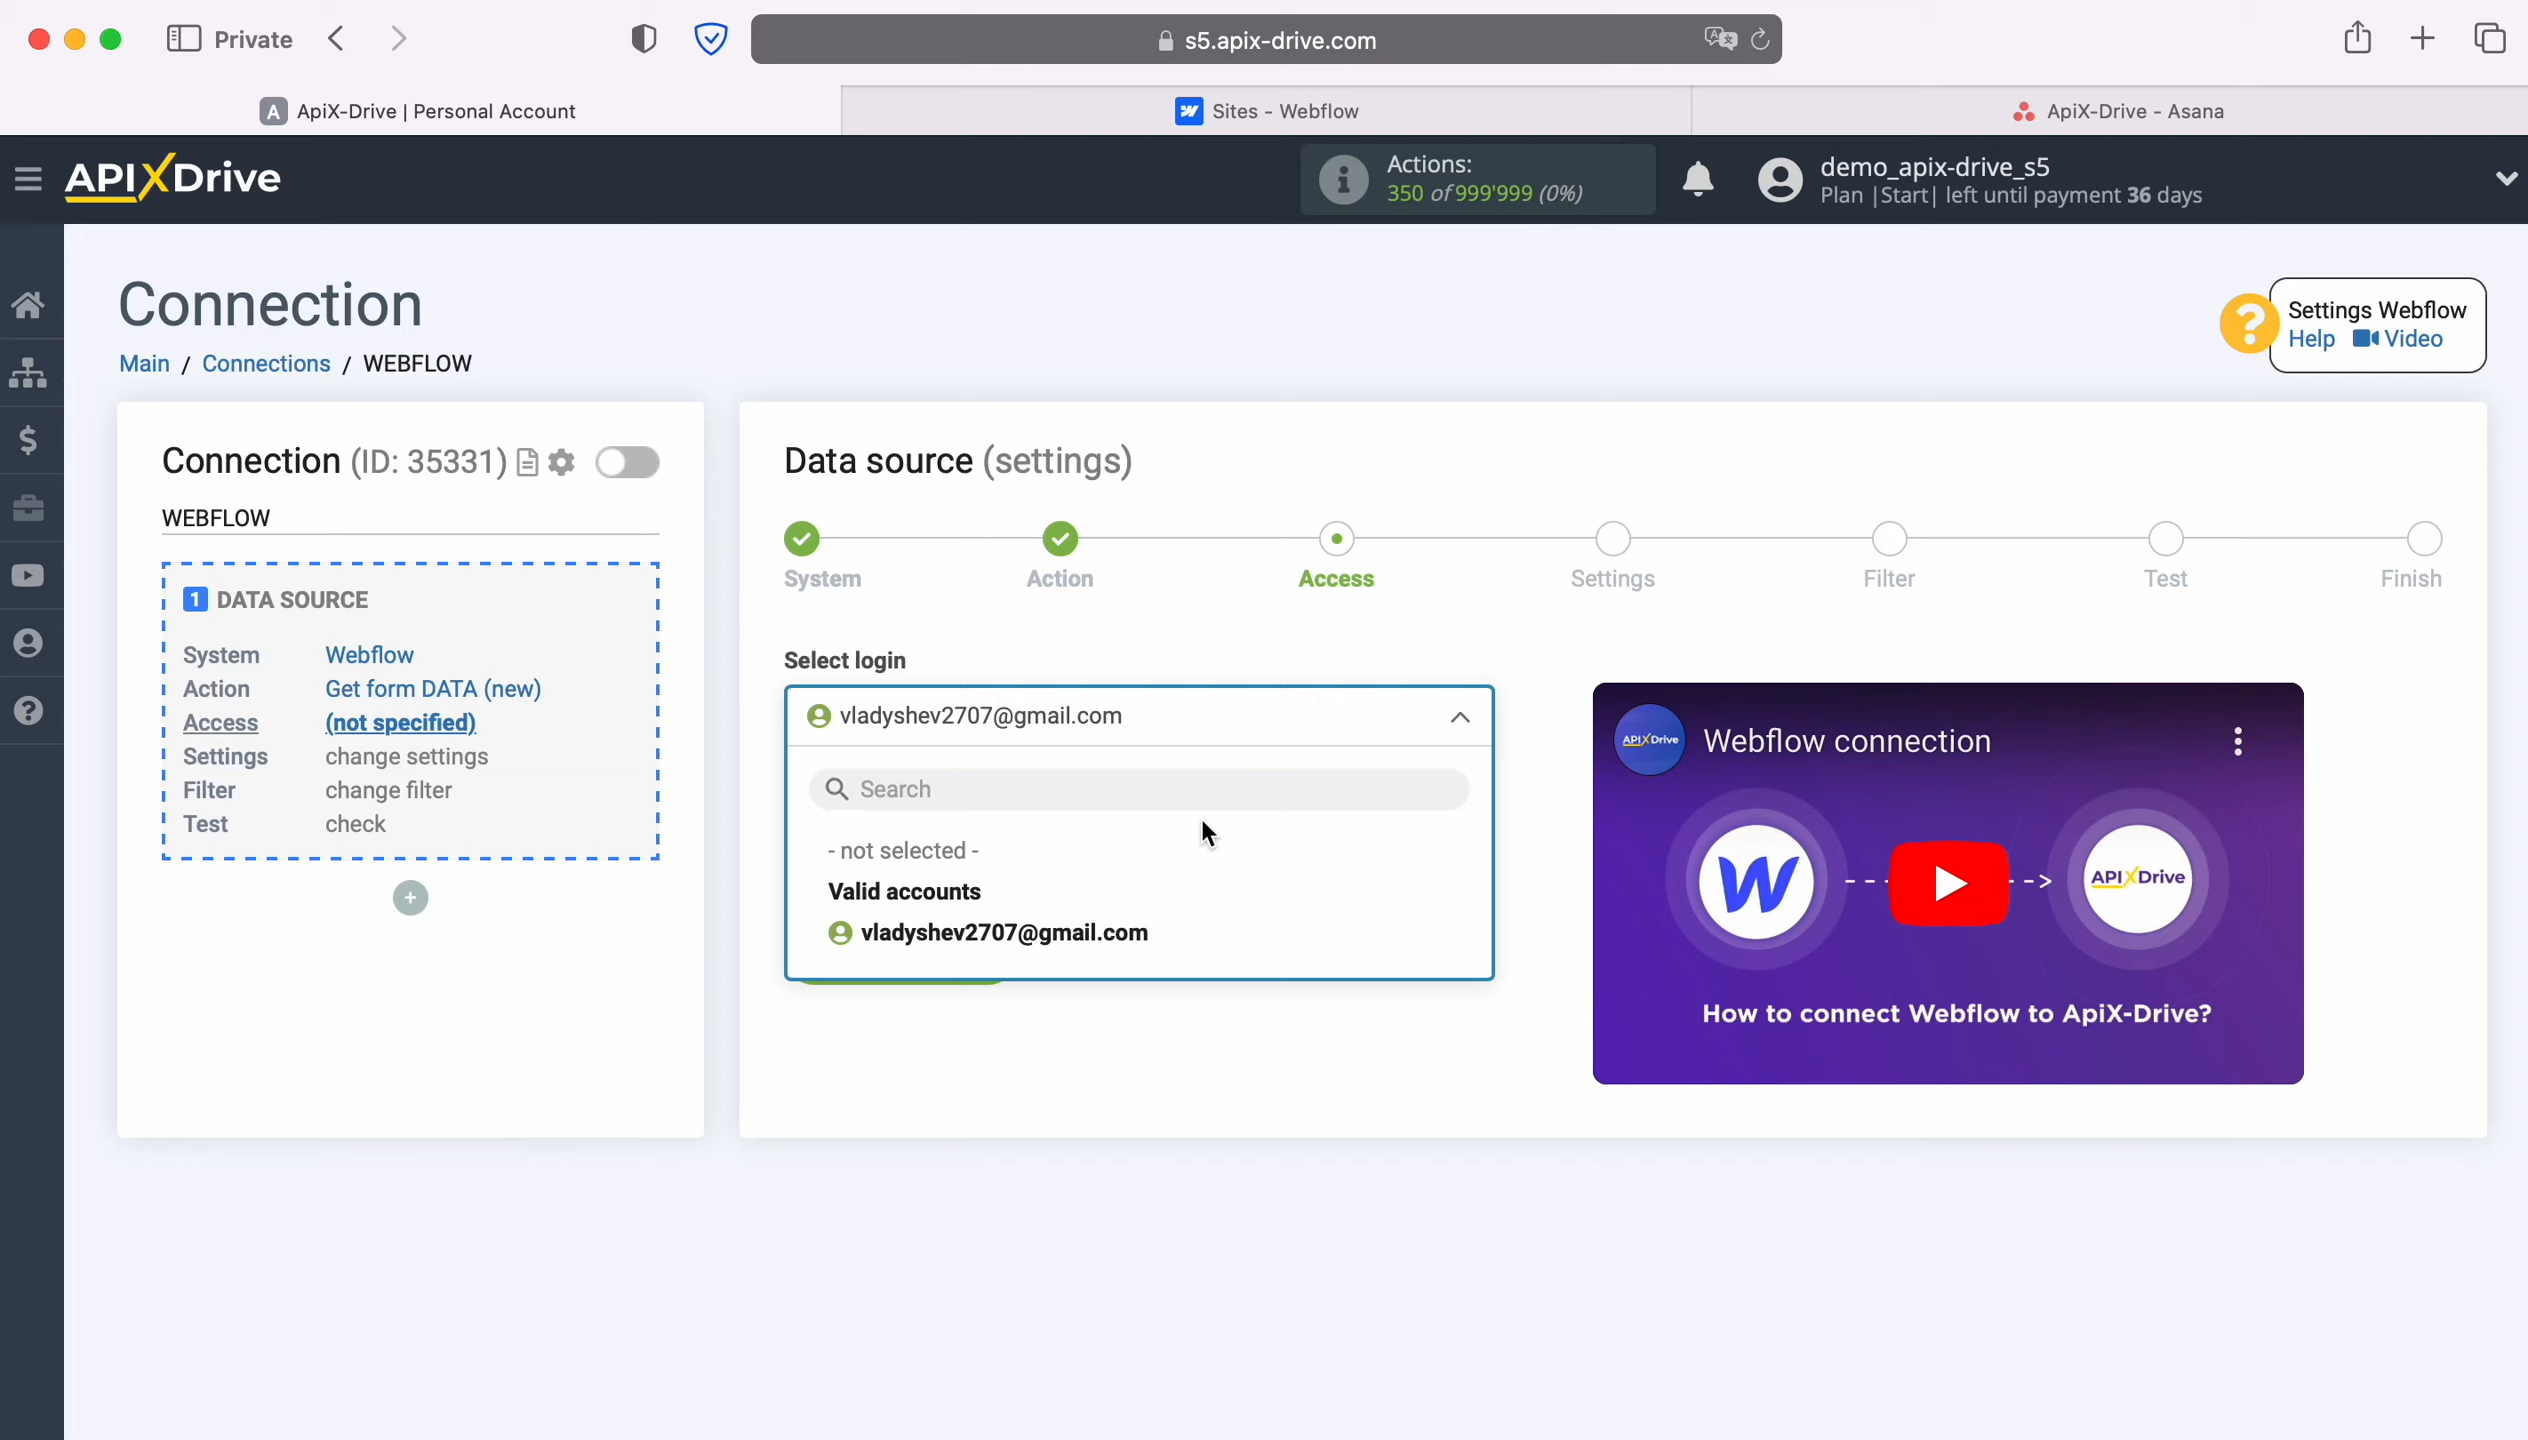 Private
s5.apix-drive.com
A ApiX-Drive | Personal Account
Sites - Webflow
ApiX-Drive - Asana
APIXDrive
Actions:
350 of 999'999 (0%)
demo_apix-drive_s5
Plan |Start| left until payment 36 days
Connection
Main / Connections / WEBFLOW
Settings Webflow
Help Video
Connection (ID: 35331)
WEBFLOW
1 DATA SOURCE
System Webflow
Action Get form DATA (new)
Access (not specified)
Settings change settings
Filter change filter
Test check
Data source (settings)
System
Action
Access
Settings
Filter
Test
Finish
Select login
vladyshev2707@gmail.com
Search
- not selected -
Valid accounts
vladyshev2707@gmail.com
APIXDrive
Webflow connection
APIXDrive
How to connect Webflow to ApiX-Drive?